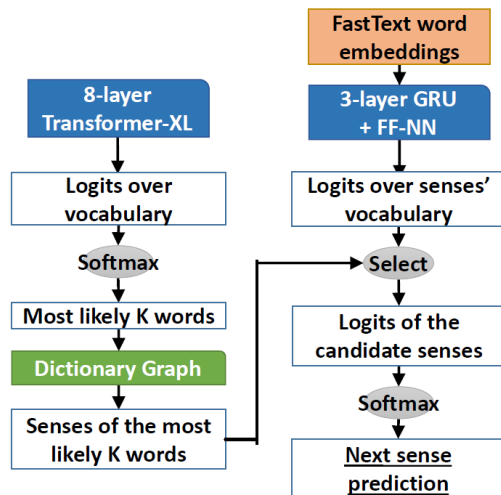 8-layer
Transformer-XL
Logits over
vocabulary
Softmax
Most likely K words
Dictionary Graph
Senses of the most
likely K words
FastText word
embeddings
3-layer GRU
+ FF-NN
Logits over senses’
vocabulary
Select
Logits of the
candidate senses
Softmax
Next sense
prediction